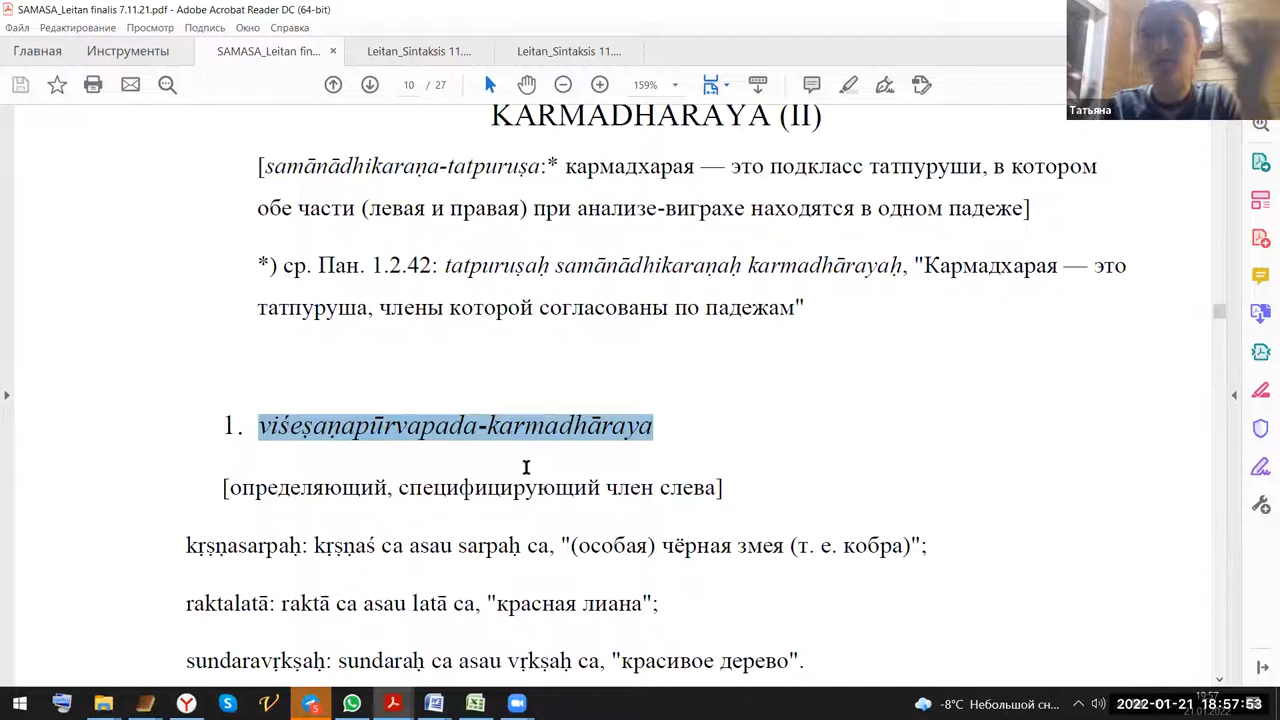 SAMASA_Leitan finalis 7.11.21.pdf - Adobe Acrobat Reader DC (64-bit)
Файл Редактирование Просмотр Подпись Окно Справка
Главная Инструменты SAMASA_Leitan fin... × Leitan_Sintaksis 11.... Leitan_Sintaksis 11....
10 / 27 159%
Татьяна
KARMADHARAYA (II)
[samānādhikaraṇa-tatpuruṣa:* кармадхарая — это подкласс татпуруши, в котором
обе части (левая и правая) при анализе-виграхе находятся в одном падеже]
*) ср. Пан. 1.2.42: tatpuruṣaḥ samānādhikaraṇaḥ karmadhārayaḥ, "Кармадхарая — это
татпуруша, члены которой согласованы по падежам"
1. viśeṣaṇapūrvapada-karmadhāraya
[определяющий, специфицирующий член слева]
kṛṣṇasarpaḥ: kṛṣṇaś ca asau sarpaḥ ca, "(особая) чёрная змея (т. е. кобра)";
raktalatā: raktā ca asau latā ca, "красная лиана";
sundaravṛkṣaḥ: sundaraḥ ca asau vṛkṣaḥ ca, "красивое дерево".
-8°C Небольшой сн... 19:57
2022-01-21 18:57:53
21.01.2022